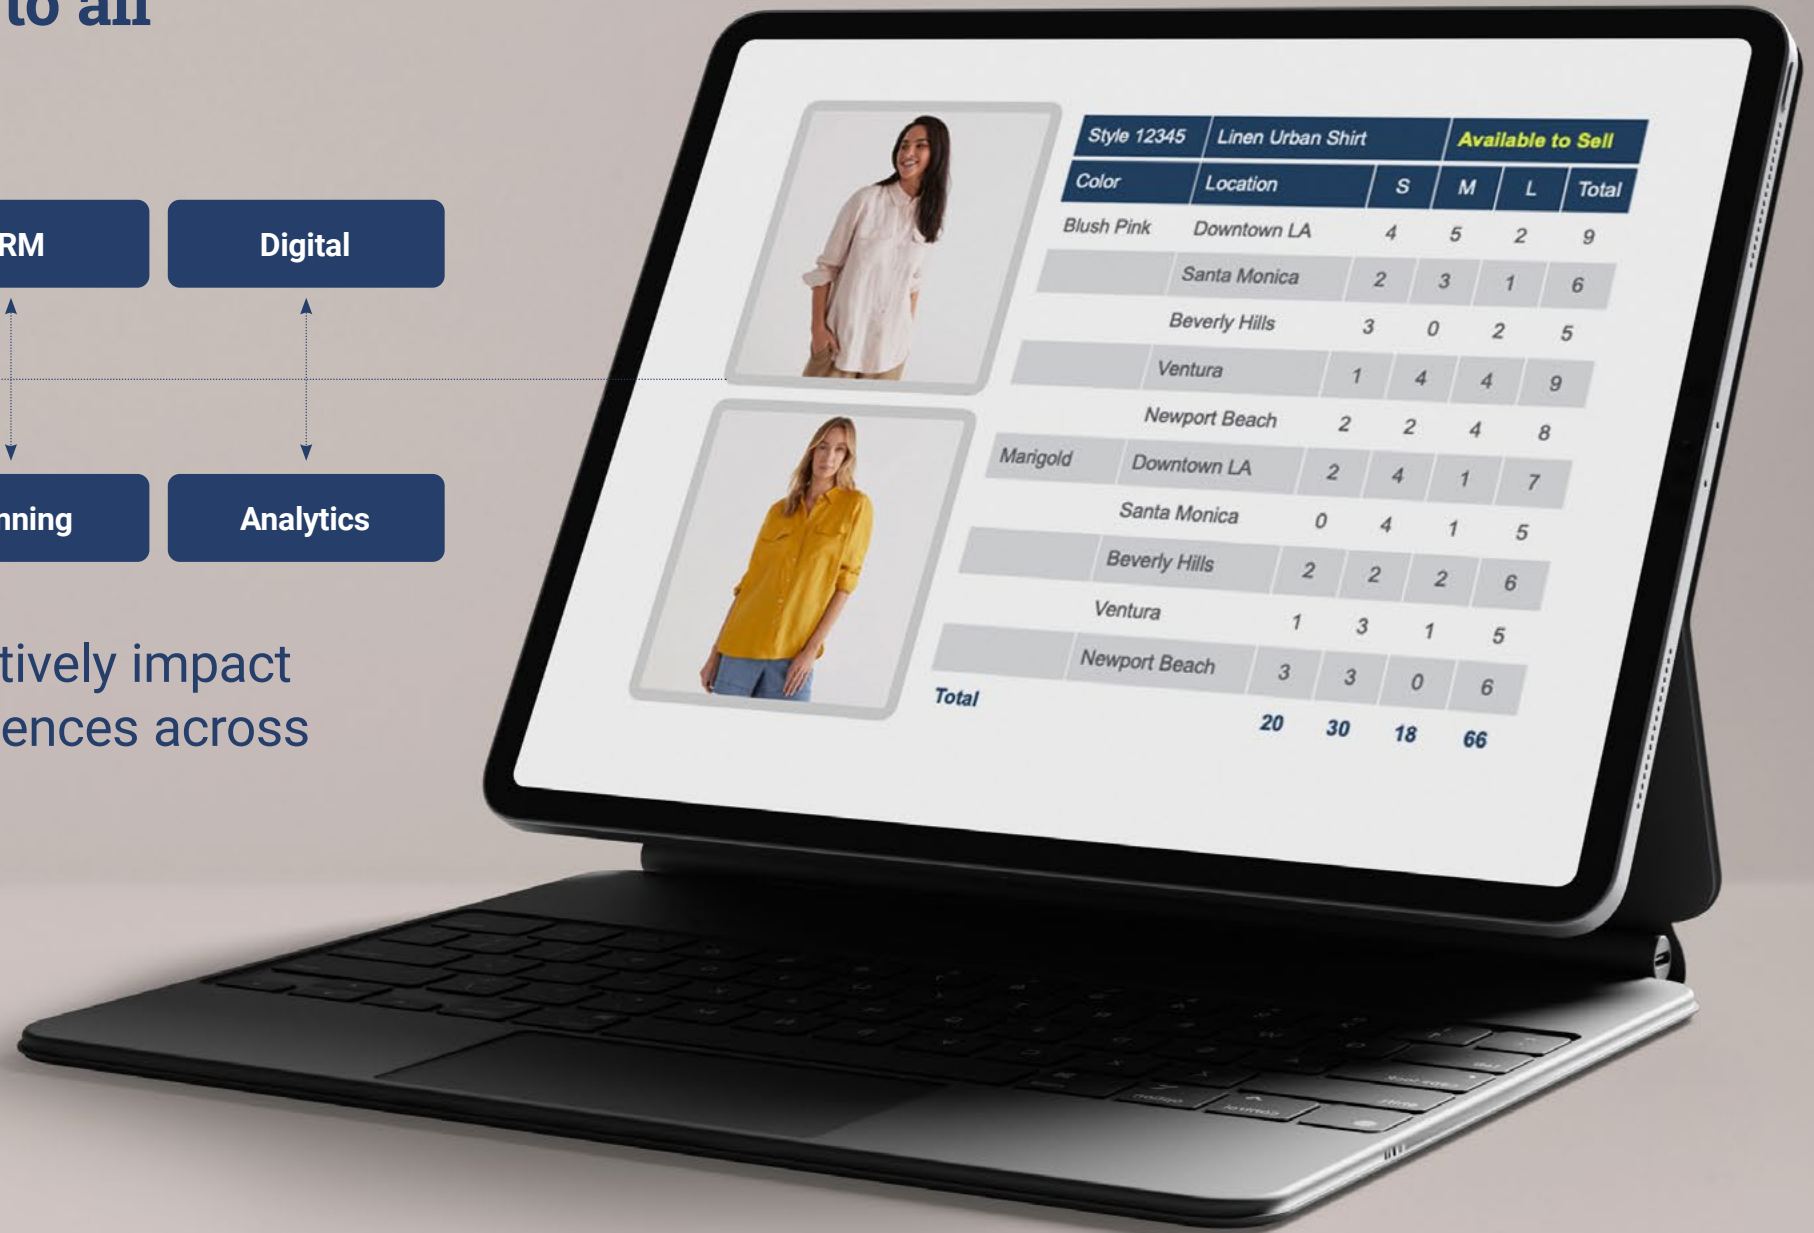 to all
RM
Digital
nning
Analytics
tively impact
ences across
Style 12345 Linen Urban Shirt Available to Sell
Color Location S M L Total
Blush Pink Downtown LA 4 5 2 9
Santa Monica 2 3 1 6
Beverly Hills 3 0 2 5
Ventura 1 4 4 9
Newport Beach 2 2 4 8
Marigold Downtown LA 2 4 1 7
Santa Monica 0 4 1 5
Beverly Hills 2 2 2 6
Ventura 1 3 1 5
Newport Beach 3 3 0 6
Total 20 30 18 66